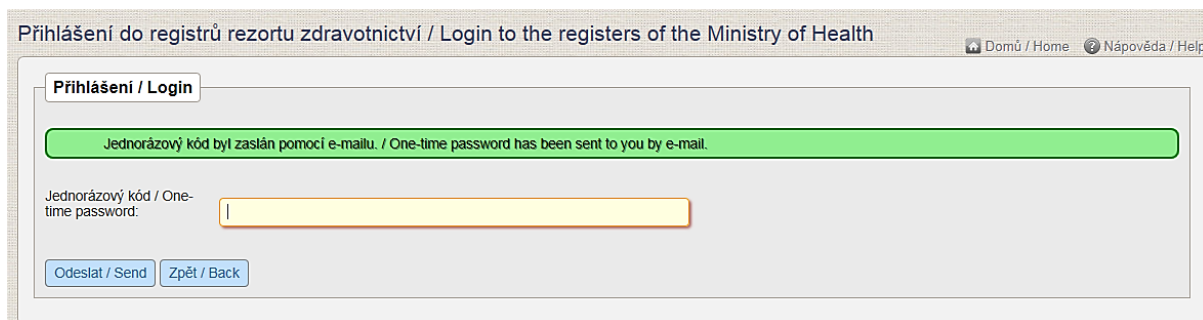 Přihlášení do registrů rezortu zdravotnictví / Login to the registers of the Ministry of Health
Domů / Home Nápověda / Help
Přihlášení / Login
Jednorázový kód byl zaslán pomocí e-mailu. / One-time password has been sent to you by e-mail.
Jednorázový kód / One-
time password:
Odeslat / Send Zpět / Back